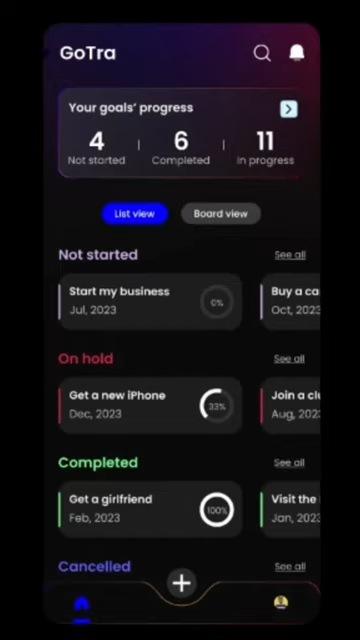 GoTra
Your goals' progress
4
6
11
Not started
Completed
In progress
List view
Board view
Not started
See all
Start my business
Jul, 2023
0%
Buy a ca
Oct, 2023
On hold
See all
Get a new iPhone
Dec, 2023
33%
Join a clu
Aug, 202
Completed
See all
Get a girlfriend
Feb, 2023
100%
Visit the
Jan, 2023
Cancelled
See all